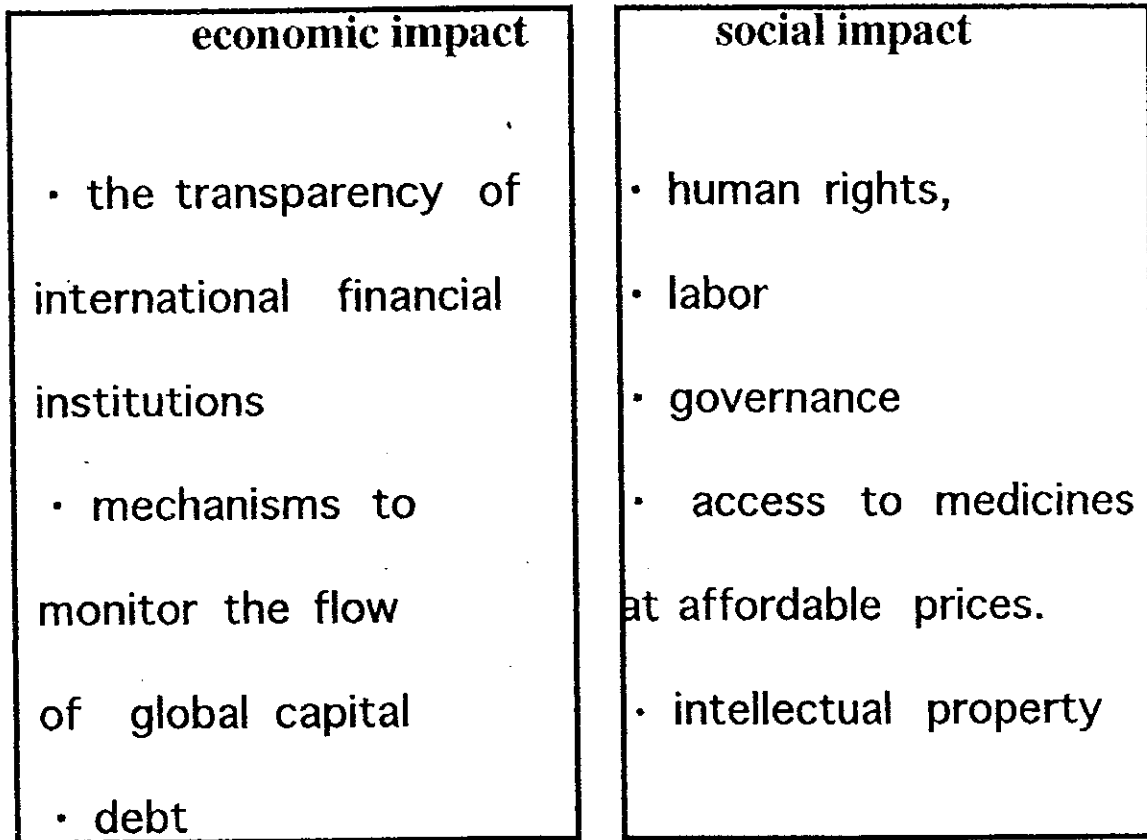 economic impact
· the transparency of
international financial
institutions
· mechanisms to
monitor the flow
of global capital
· debt
social impact
· human rights,
· labor
· governance
· access to medicines
at affordable prices.
· intellectual property